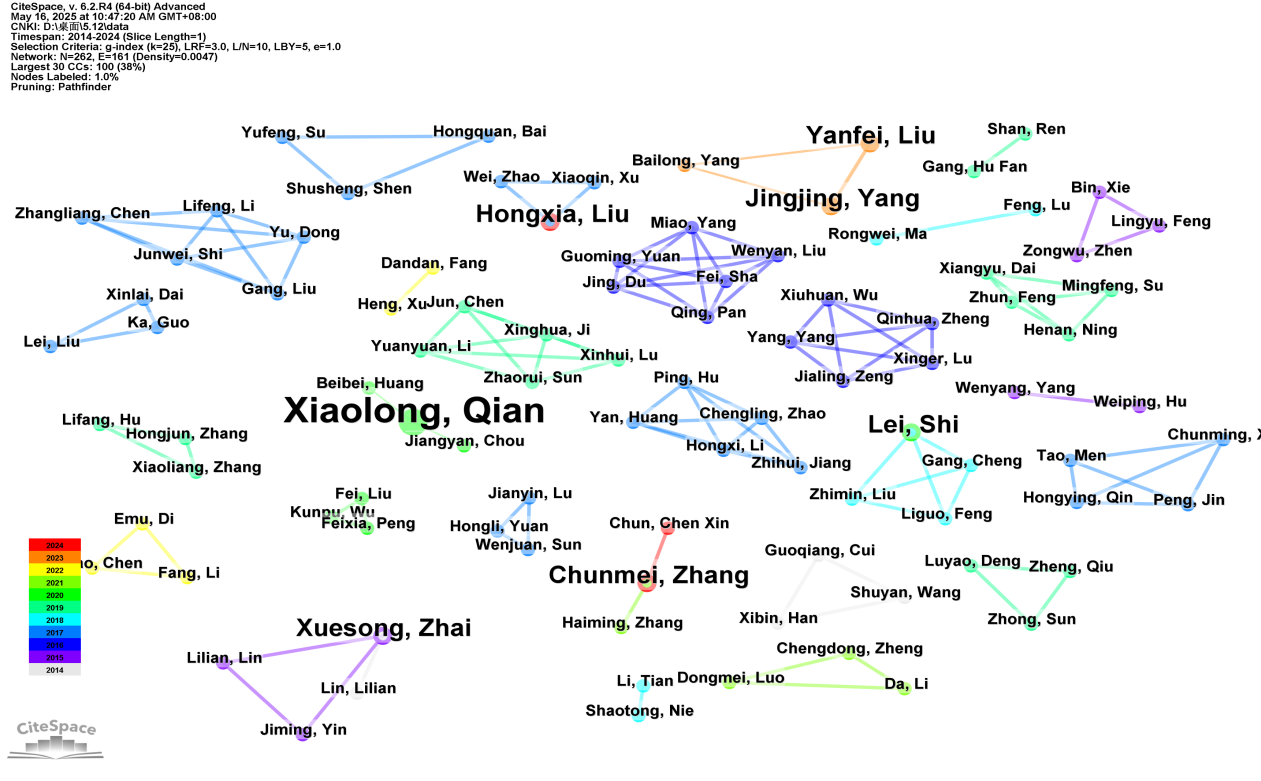 CiteSpace, v. 6.2.R4 (64-bit) Advanced
May 16, 2025 at 10:47:20 AM GMT+08:00
CNKI: D:\桌面\5.12\data
Timespan: 2014-2024 (Slice Length=1)
Selection Criteria: g-index (k=25), LRF=3.0, L/N=10, LBY=5, e=1.0
Network: N=262, E=161 (Density=0.0047)
Largest 30 CCs: 100 (38%)
Nodes Labeled: 1.0%
Pruning: Pathfinder
Yufeng, Su
Hongquan, Bai
Shusheng, Shen
Wei, Zhao
Xiaoqin, Xu
Hongxia, Liu
Bailong, Yang
Yanfei, Liu
Jingjing, Yang
Shan, Ren
Gang, Hu Fan
Bin, Xie
Lingyu, Feng
Zongwu, Zhen
Feng, Lu
Rongwei, Ma
Zhangliang, Chen
Lifeng, Li
Yu, Dong
Junwei, Shi
Gang, Liu
Miao, Yang
Guoming, Yuan
Wenyan, Liu
Jing, Du
Fei, Sha
Qing, Pan
Dandan, Fang
Heng, Xu
Xiangyu, Dai
Mingfeng, Su
Zhun, Feng
Henan, Ning
Xinlai, Dai
Ka, Guo
Lei, Liu
Jun, Chen
Xinghua, Ji
Yuanyuan, Li
Xinhui, Lu
Zhaorui, Sun
Xiuhuan, Wu
Qinhua, Zheng
Yang, Yang
Xinger, Lu
Jialing, Zeng
Beibei, Huang
Xiaolong, Qian
Jiangyan, Chou
Ping, Hu
Yan, Huang
Chengling, Zhao
Hongxi, Li
Zhihui, Jiang
Wenyang, Yang
Weiping, Hu
Lifang, Hu
Hongjun, Zhang
Xiaoliang, Zhang
Lei, Shi
Gang, Cheng
Zhimin, Liu
Liguo, Feng
Chunming,
Tao, Men
Hongying, Qin
Peng, Jin
Fei, Liu
Kunpu, Wu
Feixia, Peng
Jianyin, Lu
Hongli, Yuan
Wenjuan, Sun
Emu, Di
Chen
Fang, Li
Chun, Chen Xin
Chunmei, Zhang
Haiming, Zhang
Guoqiang, Cui
Shuyan, Wang
Xibin, Han
Luyao, Deng
Zheng, Qiu
Zhong, Sun
Xuesong, Zhai
Lilian, Lin
Lin, Lilian
Jiming, Yin
Chengdong, Zheng
Dongmei, Luo
Da, Li
Li, Tian
Shaotong, Nie
2024
2023
2022
2021
2020
2019
2018
2017
2016
2015
2014
CiteSpace